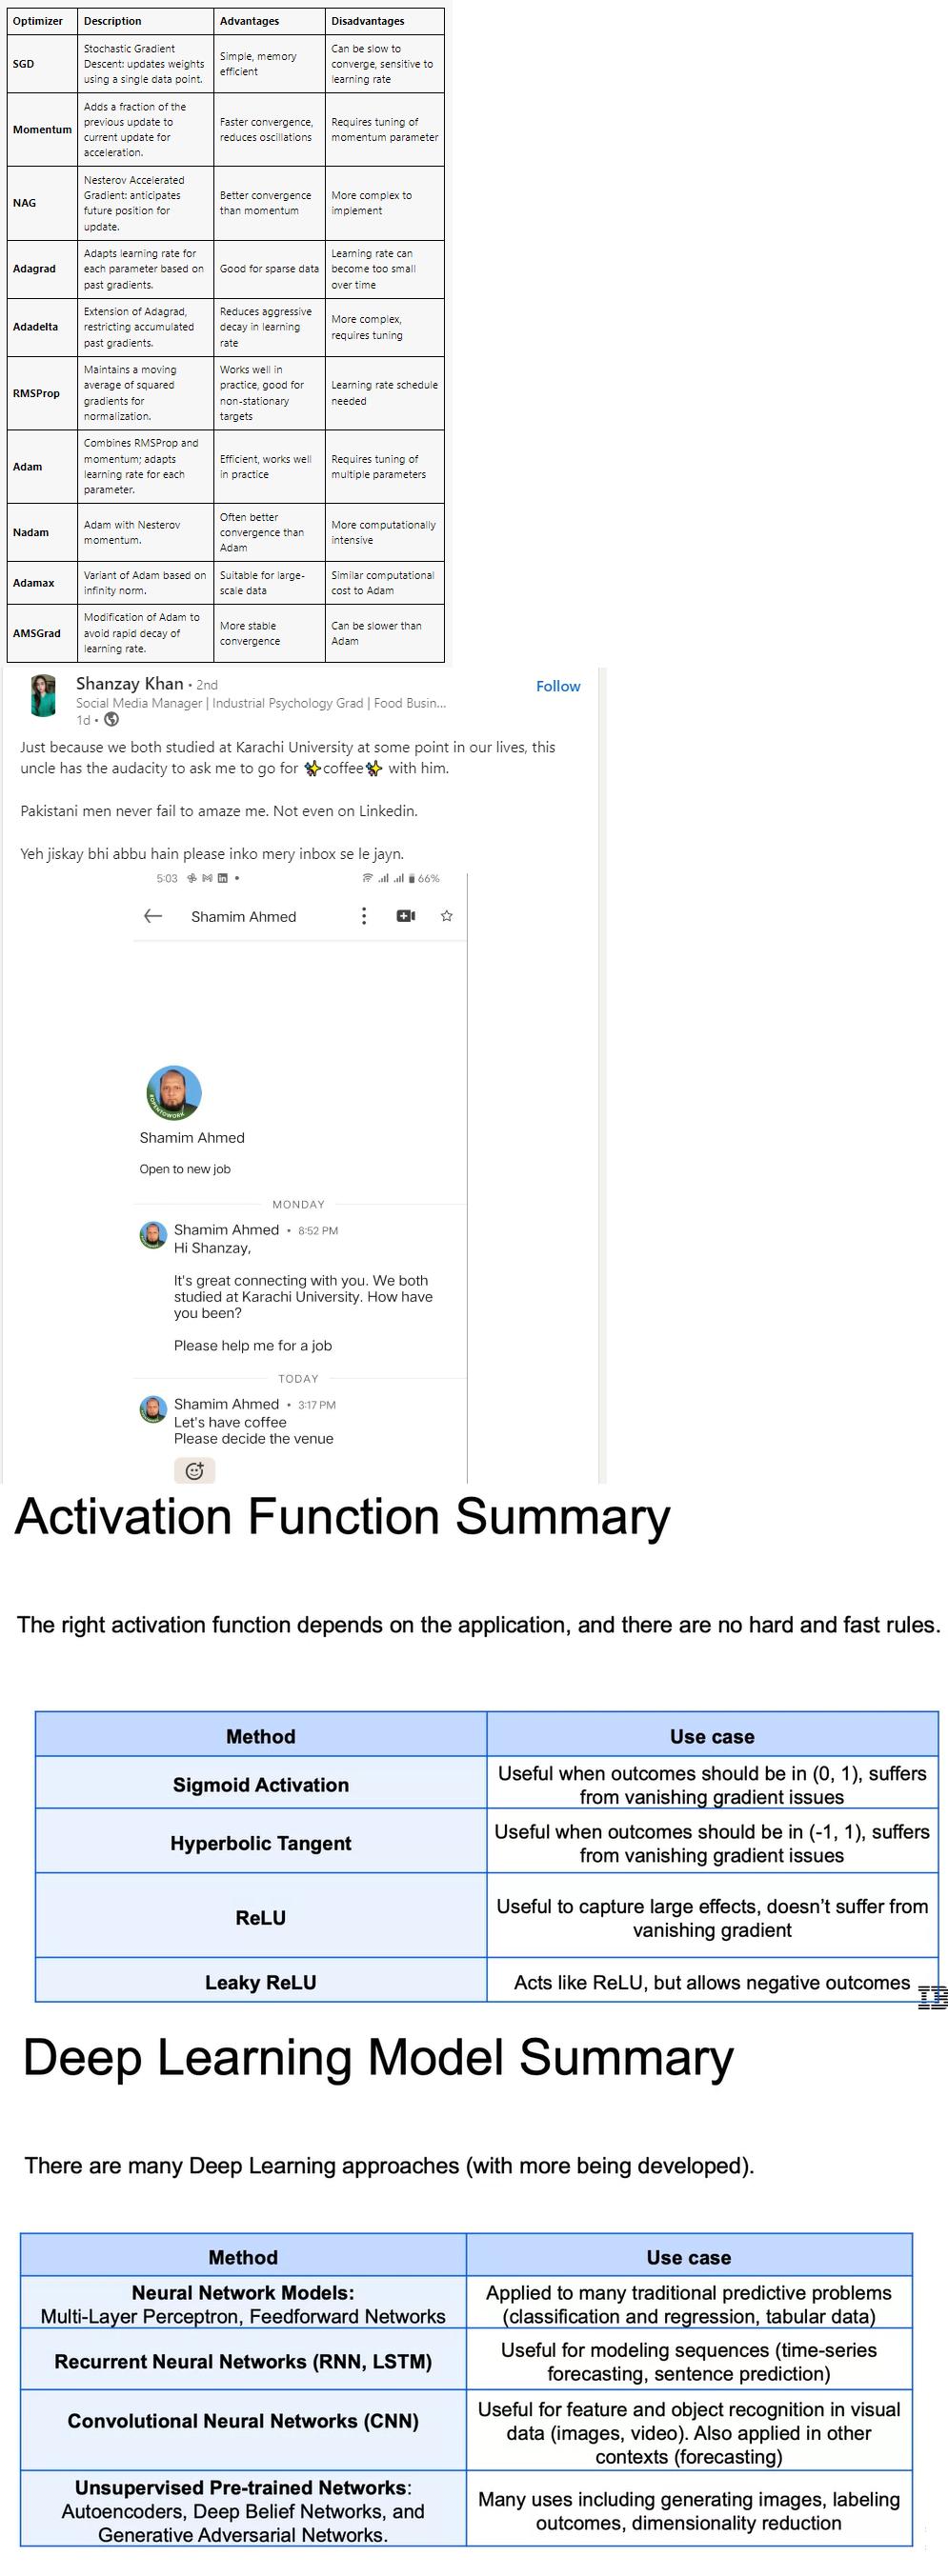 Optimizer Description Advantages Disadvantages
SGD
Stochastic Gradient
Descent: updates weights
using a single data point.
Simple, memory
efficient
Can be slow to
converge, sensitive to
learning rate
Momentum
Adds a fraction of the
previous update to
current update for
acceleration.
Faster convergence,
reduces oscillations
Requires tuning of
momentum parameter
NAG
Nesterov Accelerated
Gradient: anticipates
future position for
update.
Better convergence
than momentum
More complex to
implement
Adagrad
Adapts learning rate for
each parameter based on
past gradients.
Good for sparse data
Learning rate can
become too small
over time
Adadelta
Extension of Adagrad,
restricting accumulated
past gradients.
Reduces aggressive
decay in learning
rate
More complex,
requires tuning
RMSProp
Maintains a moving
average of squared
gradients for
normalization.
Works well in
practice, good for
non-stationary
targets
Learning rate schedule
needed
Adam
Combines RMSProp and
momentum; adapts
learning rate for each
parameter.
Efficient, works well
in practice
Requires tuning of
multiple parameters
Nadam
Adam with Nesterov
momentum.
Often better
convergence than
Adam
More computationally
intensive
Adamax
Variant of Adam based on
infinity norm.
Suitable for large-
scale data
Similar computational
cost to Adam
AMSGrad
Modification of Adam to
avoid rapid decay of
learning rate.
More stable
convergence
Can be slower than
Adam
Shanzay Khan • 2nd
Follow
Social Media Manager | Industrial Psychology Grad | Food Busin...
1d •
Just because we both studied at Karachi University at some point in our lives, this
uncle has the audacity to ask me to go for ✨coffee✨ with him.
Pakistani men never fail to amaze me. Not even on Linkedin.
Yeh jiskay bhi abbu hain please inko mery inbox se le jayn.
5:03 66%
Shamim Ahmed
#OPENTOWORK
Shamim Ahmed
Open to new job
MONDAY
Shamim Ahmed • 8:52 PM
Hi Shanzay,
It's great connecting with you. We both
studied at Karachi University. How have
you been?
Please help me for a job
TODAY
Shamim Ahmed • 3:17 PM
Let's have coffee
Please decide the venue
Activation Function Summary
The right activation function depends on the application, and there are no hard and fast rules.
Method Use case
Sigmoid Activation
Useful when outcomes should be in (0, 1), suffers
from vanishing gradient issues
Hyperbolic Tangent
Useful when outcomes should be in (-1, 1), suffers
from vanishing gradient issues
ReLU
Useful to capture large effects, doesn't suffer from
vanishing gradient
Leaky ReLU
Acts like ReLU, but allows negative outcomes
Deep Learning Model Summary
There are many Deep Learning approaches (with more being developed).
Method Use case
Neural Network Models:
Multi-Layer Perceptron, Feedforward Networks
Applied to many traditional predictive problems
(classification and regression, tabular data)
Recurrent Neural Networks (RNN, LSTM)
Useful for modeling sequences (time-series
forecasting, sentence prediction)
Convolutional Neural Networks (CNN)
Useful for feature and object recognition in visual
data (images, video). Also applied in other
contexts (forecasting)
Unsupervised Pre-trained Networks:
Autoencoders, Deep Belief Networks, and
Generative Adversarial Networks.
Many uses including generating images, labeling
outcomes, dimensionality reduction